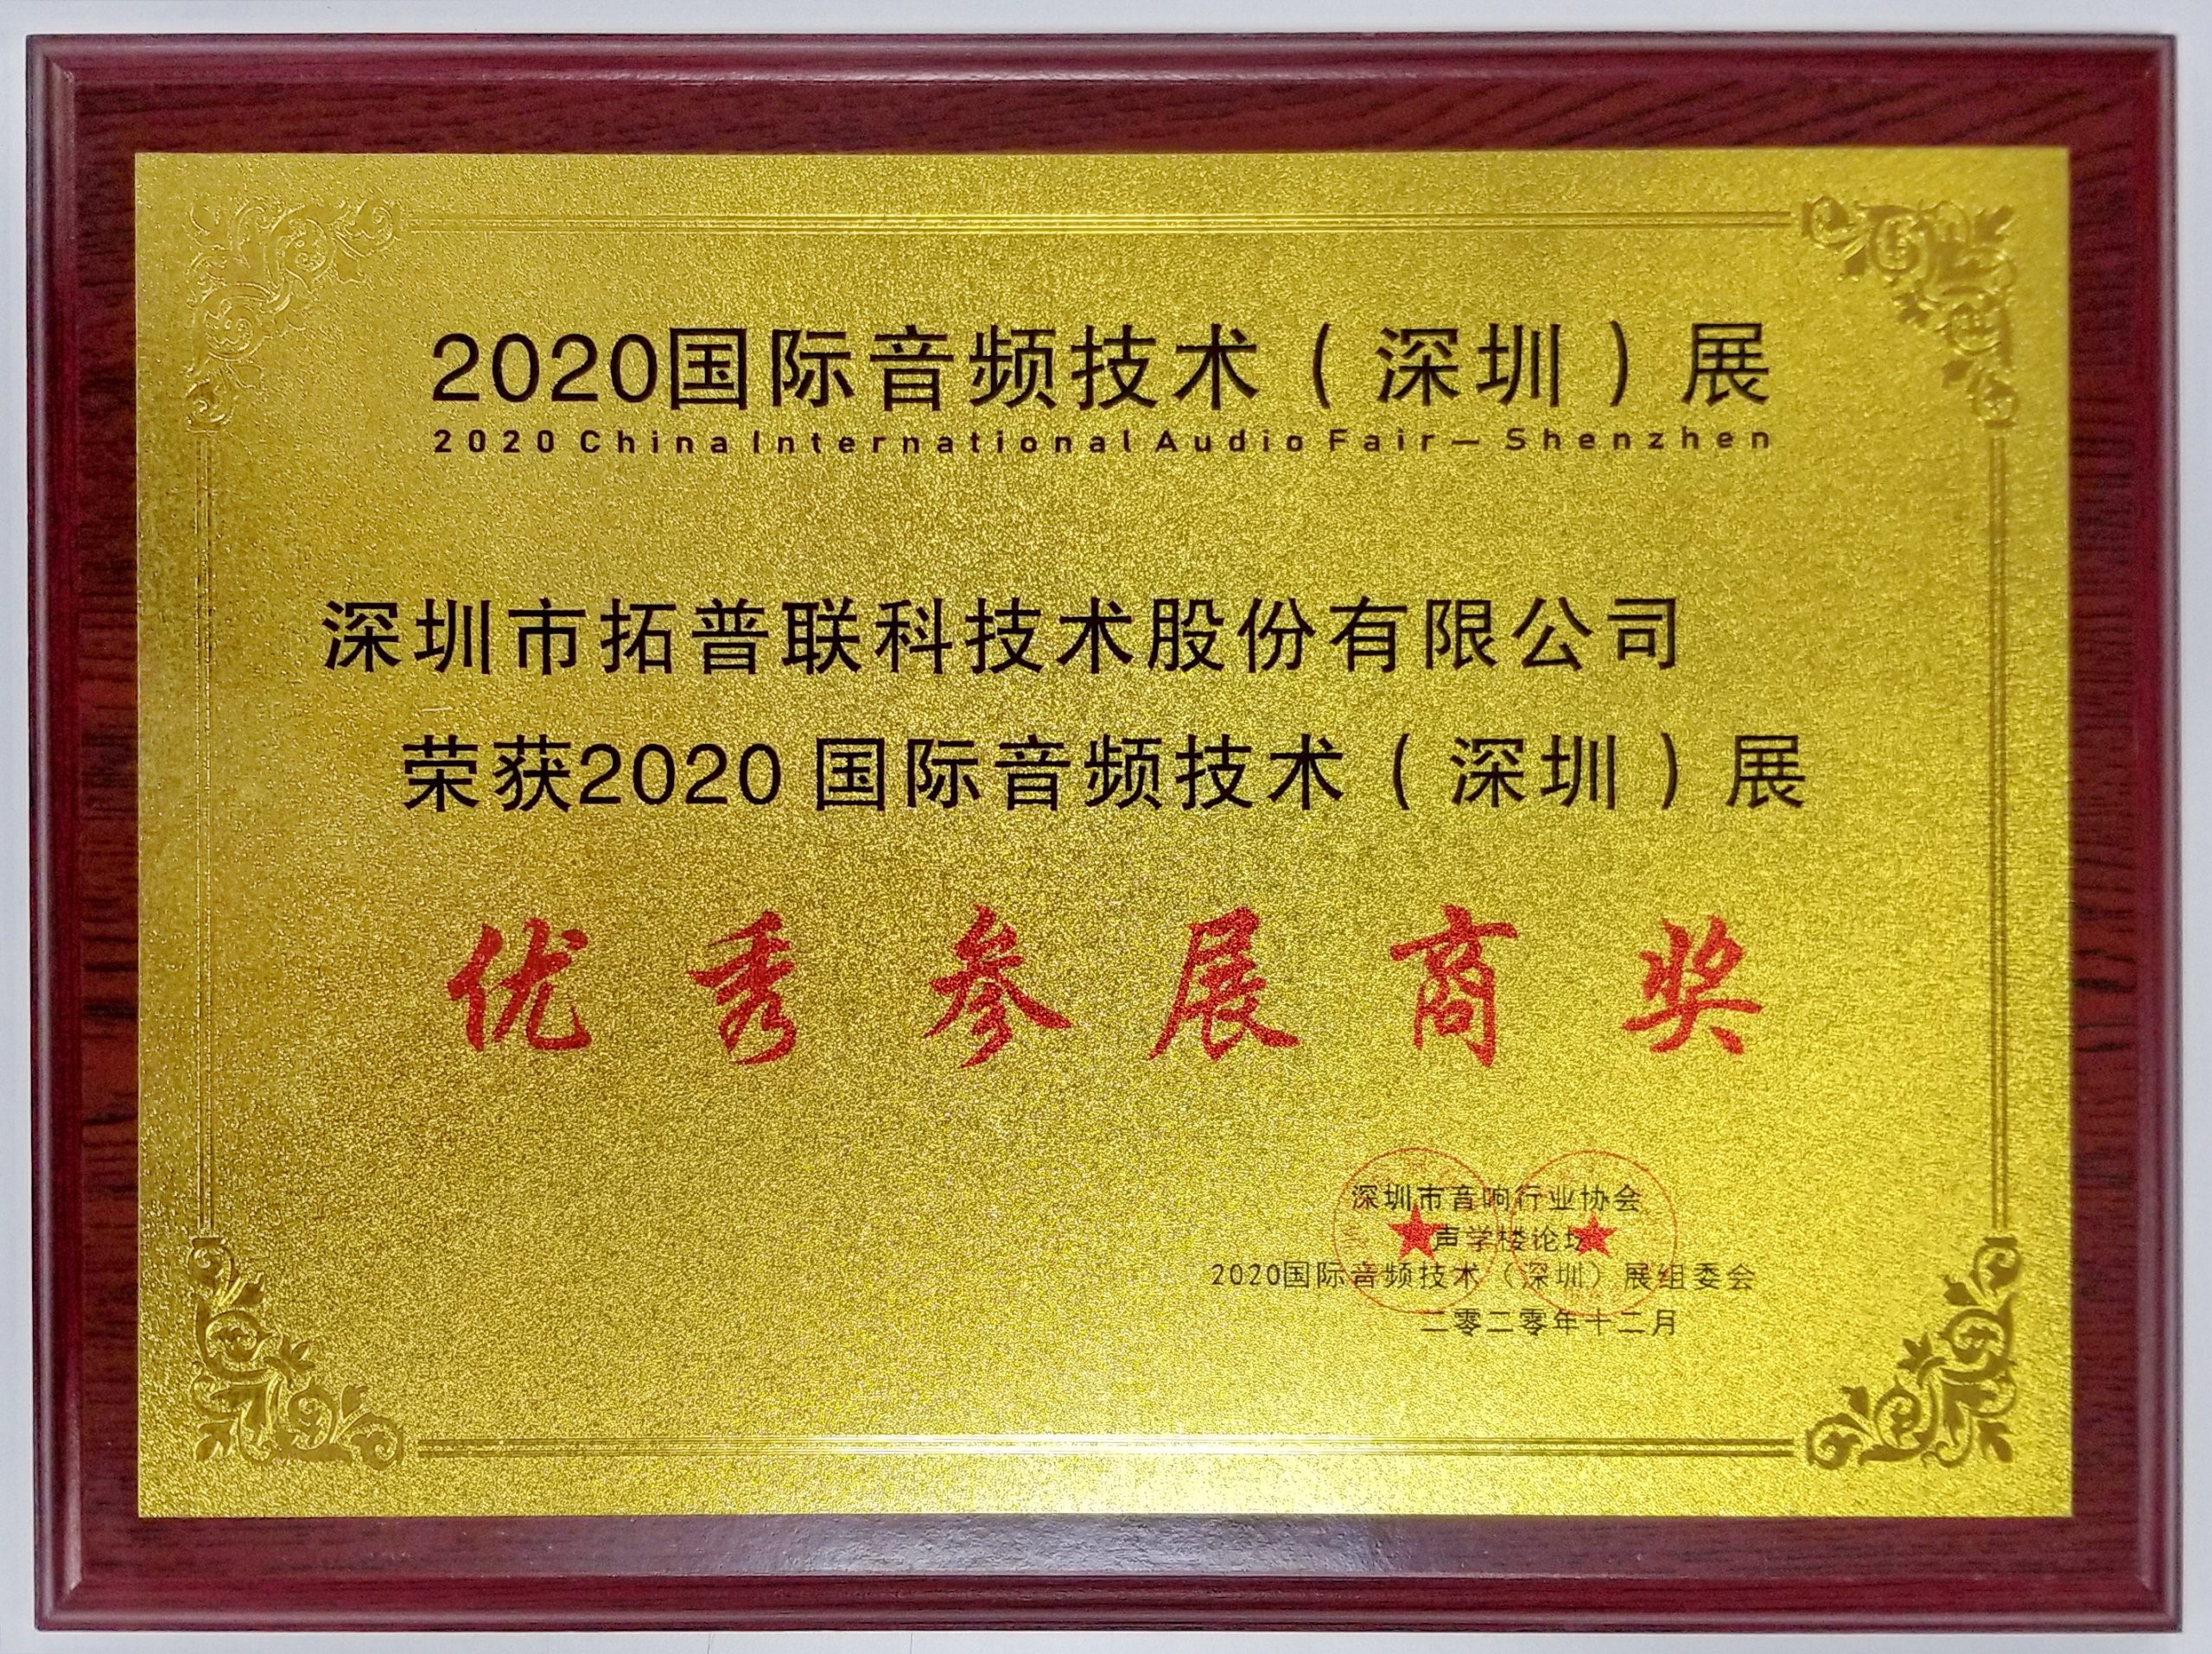 2020国际音频技术（深圳）展
2020 China International Audio Fair— Shenzhen
深圳市拓普联科技术股份有限公司
荣获2020 国际音频技术（深圳）展
优秀参展商奖
深圳市音响行业协会
声学楼论坛
2020国际音频技术（深圳）展组委会
二零二零年十二月